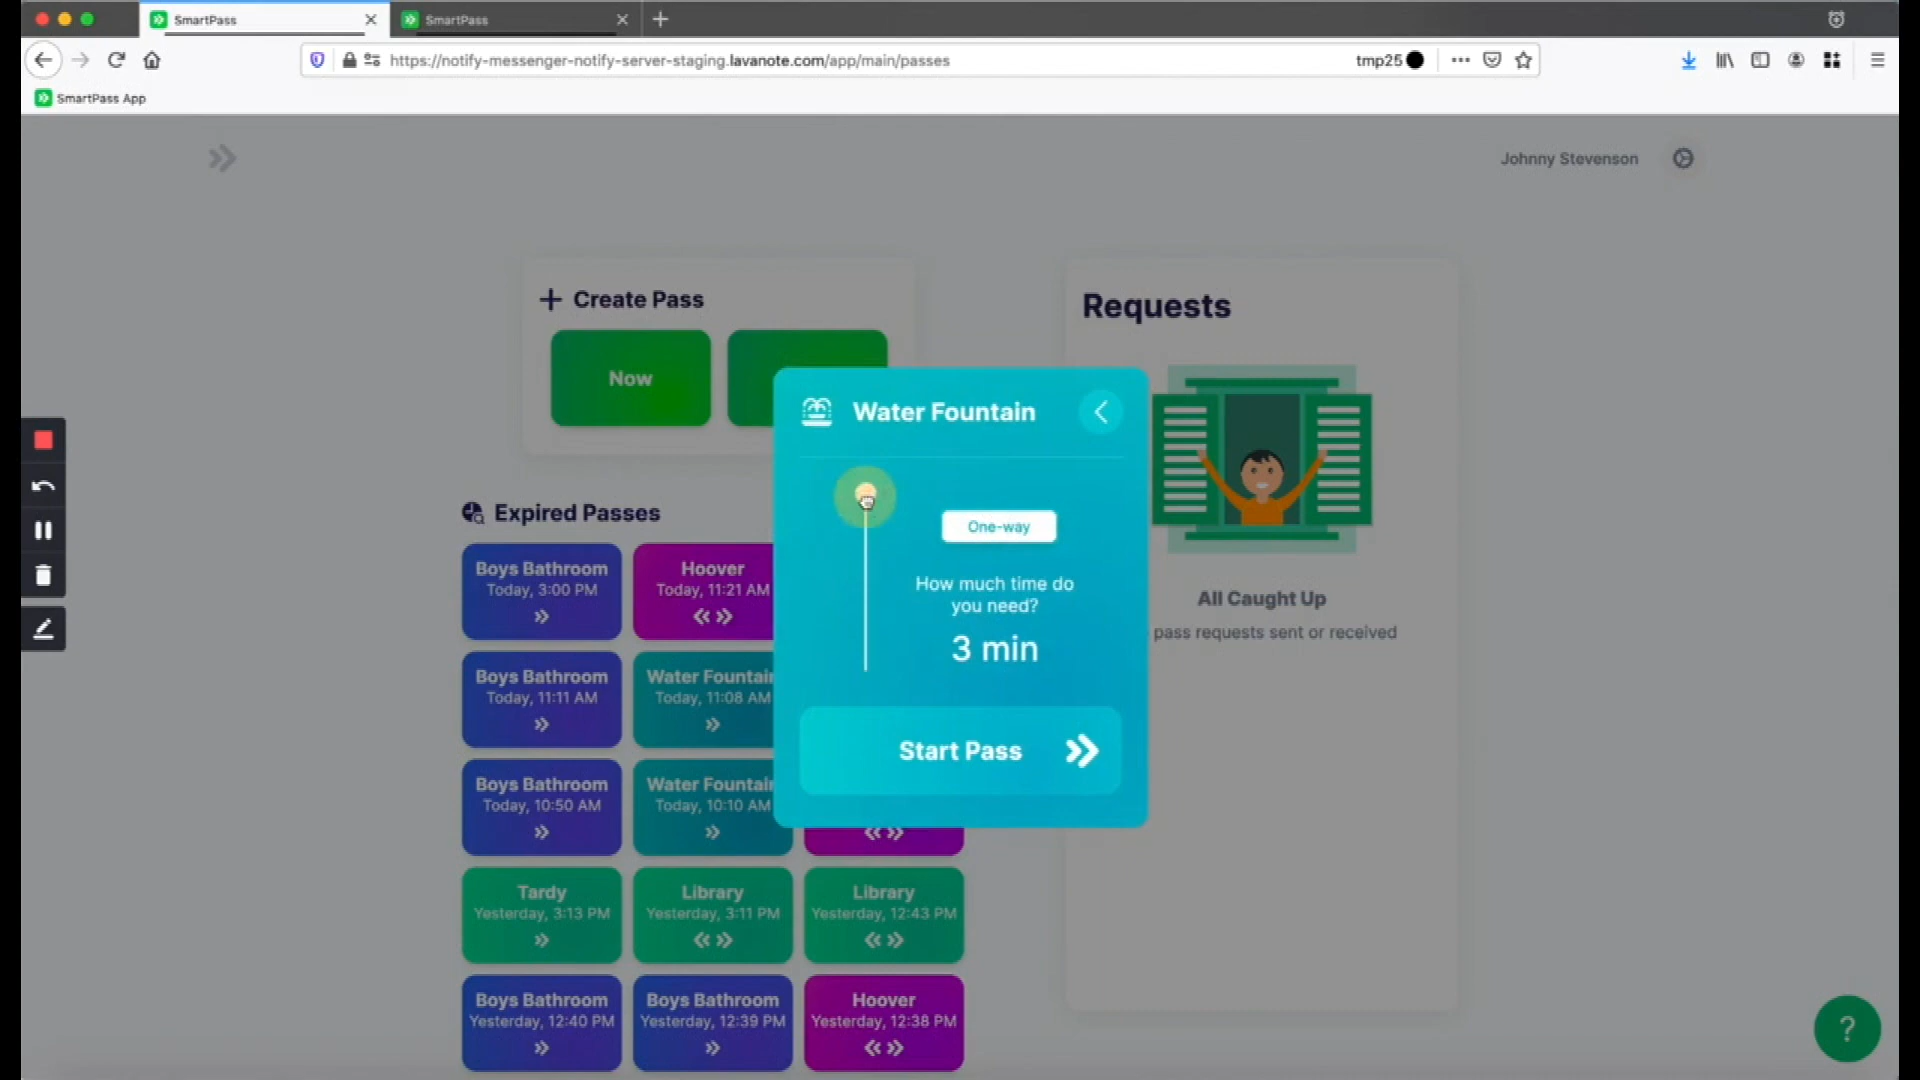 SmartPass
SmartPass
https://notify-messenger-notify-server-staging.lavanote.com/app/main/passes
tmp25
SmartPass App
Johnny Stevenson
Create Pass
Now
Requests
Water Fountain
One-way
How much time do
you need?
3 min
Start Pass
All Caught Up
pass requests sent or received
Expired Passes
Boys Bathroom
Today, 3:00 PM
Hoover
Today, 11:21 AM
Boys Bathroom
Today, 11:11 AM
Water Fountain
Today, 11:08 AM
Boys Bathroom
Today, 10:50 AM
Water Fountain
Today, 10:10 AM
Tardy
Yesterday, 3:13 PM
Library
Yesterday, 3:11 PM
Library
Yesterday, 12:43 PM
Boys Bathroom
Yesterday, 12:40 PM
Boys Bathroom
Yesterday, 12:39 PM
Hoover
Yesterday, 12:38 PM
?